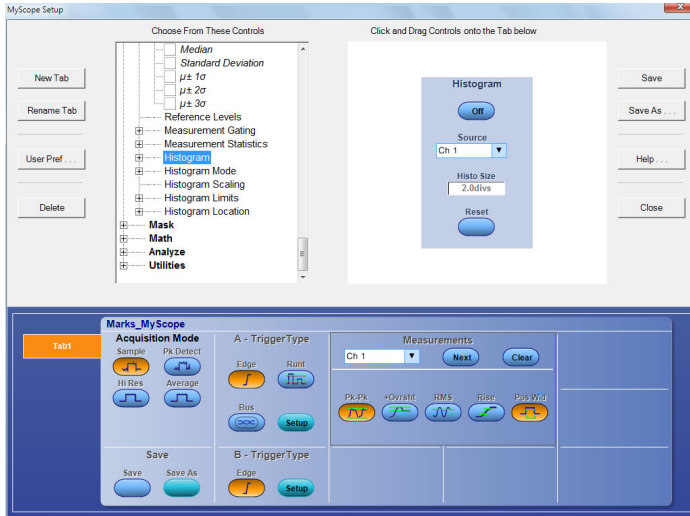 MyScope Setup
Choose From These Controls
Click and Drag Controls onto the Tab below
New Tab
Rename Tab
User Pref . . .
Delete
Median
Standard Deviation
µ± 1σ
µ± 2σ
µ± 3σ
Reference Levels
Measurement Gating
Measurement Statistics
Histogram
Histogram Mode
Histogram Scaling
Histogram Limits
Histogram Location
Mask
Math
Analyze
Utilities
Histogram
Off
Source
Ch 1
Histo Size
2.0divs
Reset
Save
Save As . . .
Help . . .
Close
Tab1
Marks_MyScope
Acquisition Mode
Sample Pk Detect
Hi Res Average
Save
Save Save As
A - TriggerType
Edge Runt
Bus
Setup
B - TriggerType
Edge
Setup
Measurements
Ch 1 Next Clear
Pk-Pk +Ovrsht RMS Rise Pos Wid